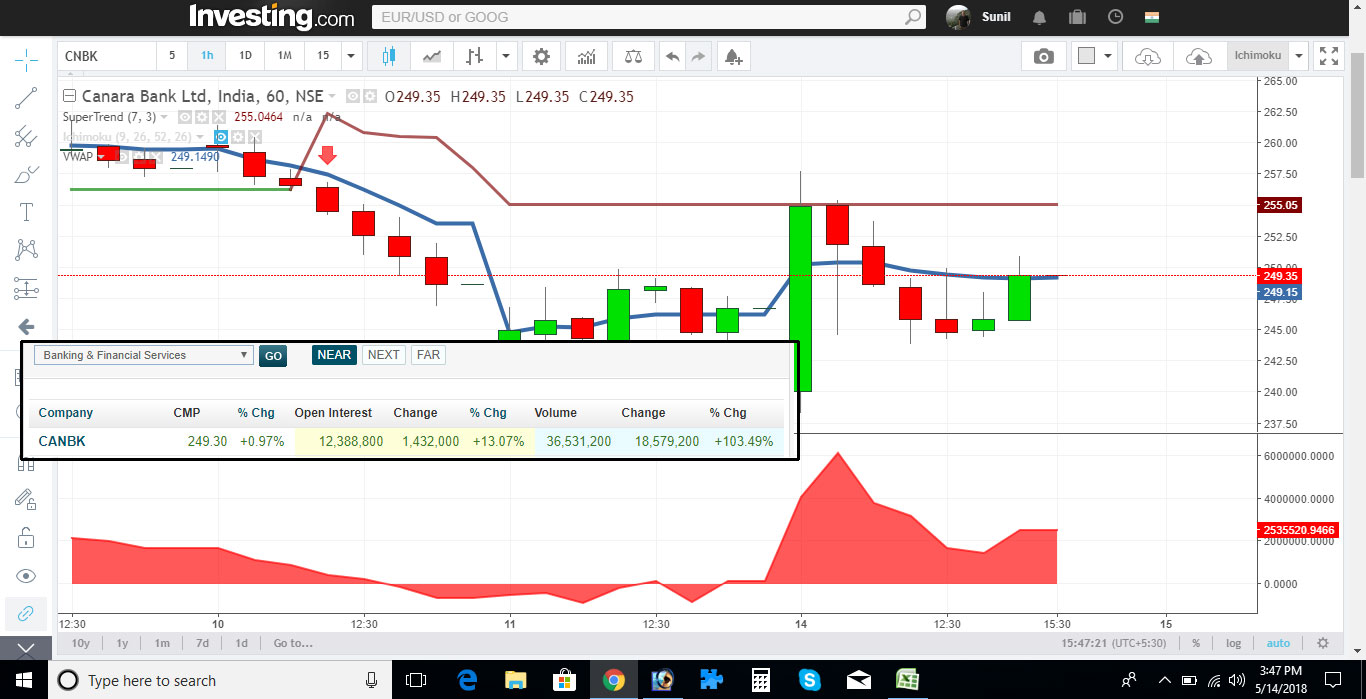 Investing.com
EUR/USD or GOOG
Sunil
CNBK 5 1h 1D 1M 15
Ichimoku
Canara Bank Ltd, India, 60, NSE O249.35 H249.35 L249.35 C249.35
SuperTrend (7, 3) 255.0464 n/a n/a
Ichimoku (9, 26, 52, 26)
VWAP 249.1490
265.00
262.50
260.00
257.50
255.05
252.50
250.00
249.35
249.15
247.50
245.00
242.50
240.00
237.50
Banking & Financial Services GO NEAR NEXT FAR
Company CMP % Chg Open Interest Change % Chg Volume Change % Chg
CANBK 249.30 +0.97% 12,388,800 1,432,000 +13.07% 36,531,200 18,579,200 +103.49%
6000000.0000
4000000.0000
2535520.9466
2000000.0000
0.0000
12:30 10 12:30 11 12:30 14 12:30 15:30 15
10y 1y 1m 7d 1d Go to... 15:47:21 (UTC+5:30) % log auto
Type here to search
3:47 PM
5/14/2018